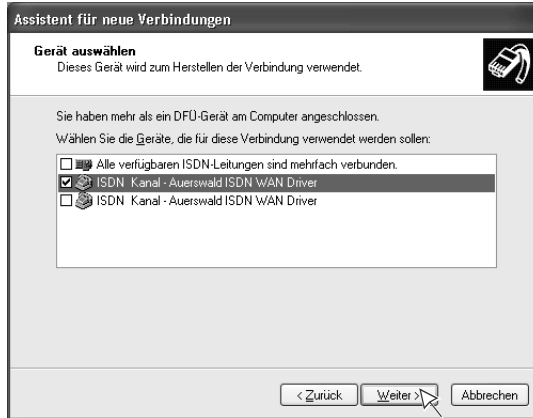 Assistent für neue Verbindungen
Gerät auswählen
Dieses Gerät wird zum Herstellen der Verbindung verwendet.
Sie haben mehr als ein DFÜ-Gerät am Computer angeschlossen.
Wählen Sie die Geräte, die für diese Verbindung verwendet werden sollen:
Alle verfügbaren ISDN-Leitungen sind mehrfach verbunden.
ISDN Kanal - Auerswald ISDN WAN Driver
ISDN Kanal - Auerswald ISDN WAN Driver
< Zurück Weiter > Abbrechen